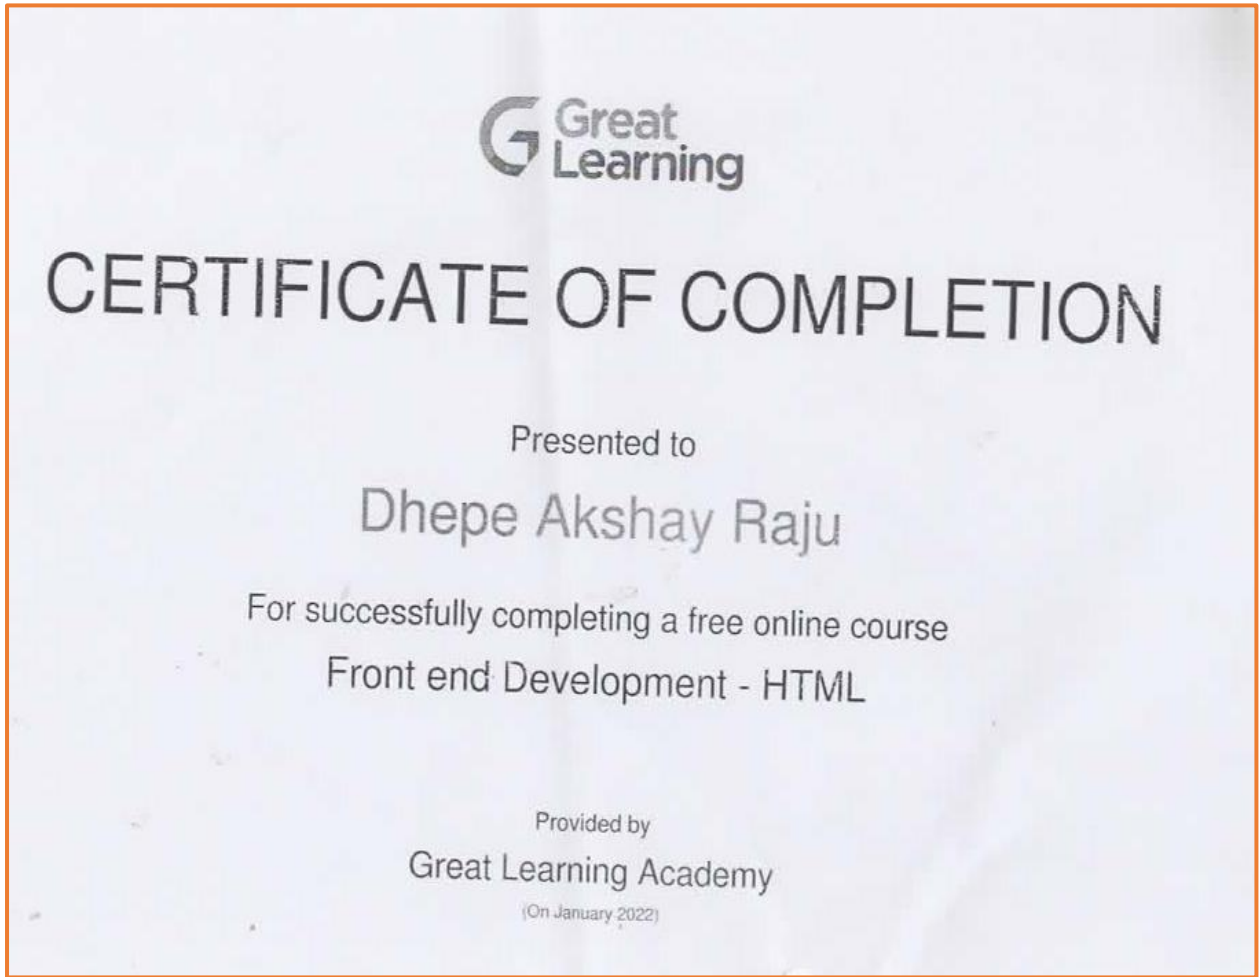 Great
Learning
CERTIFICATE OF COMPLETION
Presented to
Dhepe Akshay Raju
For successfully completing a free online course
Front end Development - HTML
Provided by
Great Learning Academy
(On January 2022)